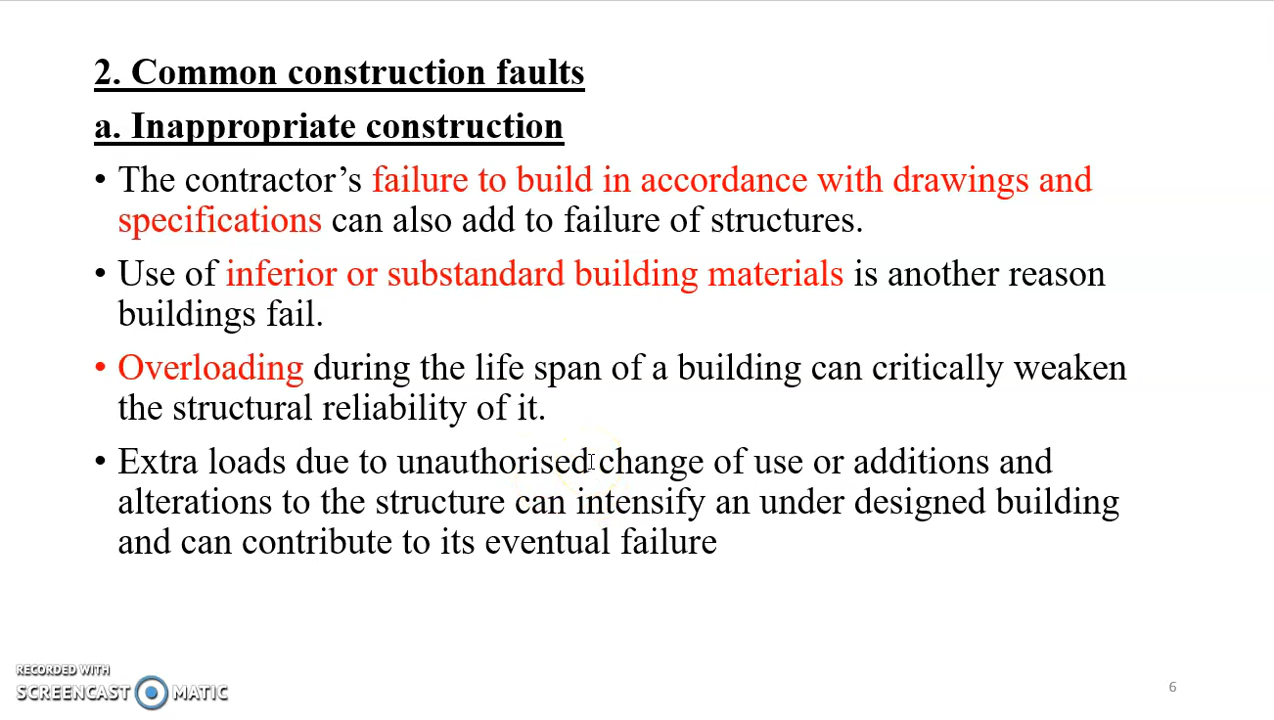 2. Common construction faults
a. Inappropriate construction
• The contractor’s failure to build in accordance with drawings and
specifications can also add to failure of structures.
• Use of inferior or substandard building materials is another reason
buildings fail.
• Overloading during the life span of a building can critically weaken
the structural reliability of it.
• Extra loads due to unauthorised change of use or additions and
alterations to the structure can intensify an under designed building
and can contribute to its eventual failure
RECORDED WITH
SCREENCAST MATIC
6